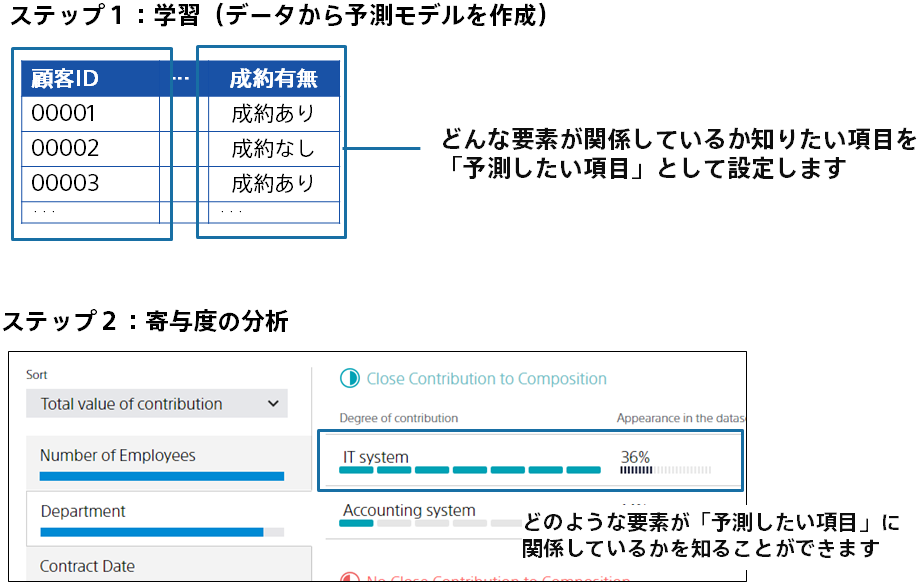 ステップ1：学習（データから予測モデルを作成）
顧客ID … 成約有無
00001 成約あり
00002 成約なし
00003 成約あり
... ...
どんな要素が関係しているか知りたい項目を
「予測したい項目」として設定します
ステップ2：寄与度の分析
Sort
Total value of contribution
Number of Employees
Department
Contract Date
Close Contribution to Composition
Degree of contribution Appearance in the datas
IT system 36%
Accounting system
どのような要素が「予測したい項目」に
関係しているかを知ることができます
No Close Contribution to Composition